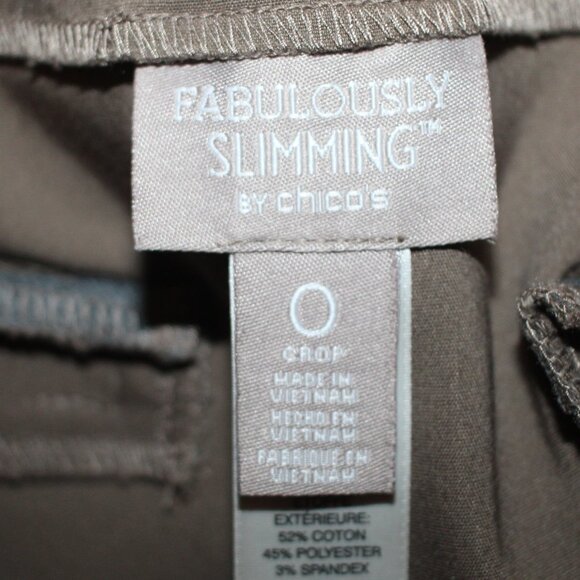 FABULOUSLY
SLIMMING™
BY chico's
0
CROP
MADE IN
VIETNAM
HECHO EN
VIETNAM
FABRIQUE EN
VIETNAM
EXTÉRIEURE:
52% COTON
45% POLYESTER
3% SPANDEX